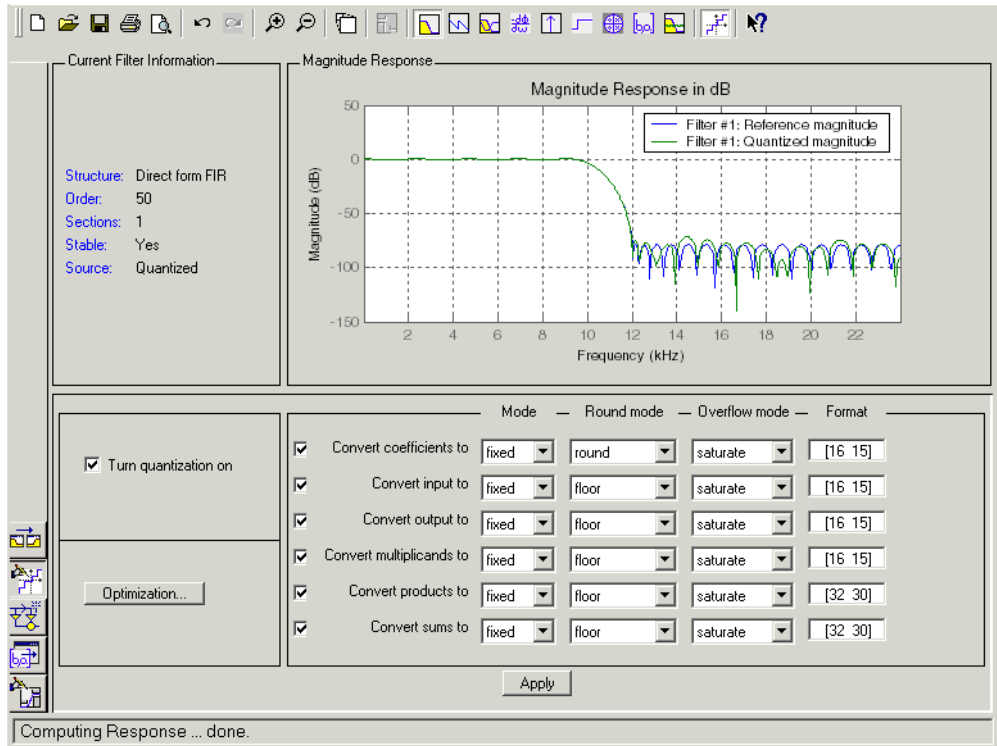 Current Filter Information
Structure: Direct form FIR
Order: 50
Sections: 1
Stable: Yes
Source: Quantized
Magnitude Response
Magnitude Response in dB
Filter #1: Reference magnitude
Filter #1: Quantized magnitude
Magnitude (dB)
50
0
-50
-100
-150
2 4 6 8 10 12 14 16 18 20 22
Frequency (kHz)
Turn quantization on
Optimization...
Mode Round mode Overflow mode Format
Convert coefficients to fixed round saturate [16 15]
Convert input to fixed floor saturate [16 15]
Convert output to fixed floor saturate [16 15]
Convert multiplicands to fixed floor saturate [16 15]
Convert products to fixed floor saturate [32 30]
Convert sums to fixed floor saturate [32 30]
Apply
Computing Response ... done.